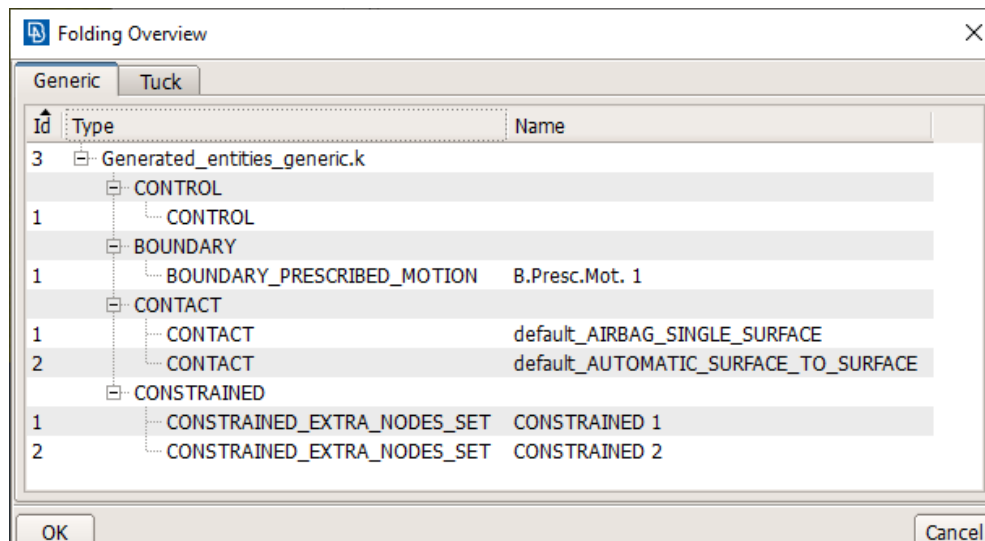 Folding Overview
Generic Tuck
Id Type Name
3 Generated_entities_generic.k
CONTROL
1 CONTROL
BOUNDARY
1 BOUNDARY_PRESCRIBED_MOTION B.Presc.Mot. 1
CONTACT
1 CONTACT default_AIRBAG_SINGLE_SURFACE
2 CONTACT default_AUTOMATIC_SURFACE_TO_SURFACE
CONSTRAINED
1 CONSTRAINED_EXTRA_NODES_SET CONSTRAINED 1
2 CONSTRAINED_EXTRA_NODES_SET CONSTRAINED 2
OK Cancel